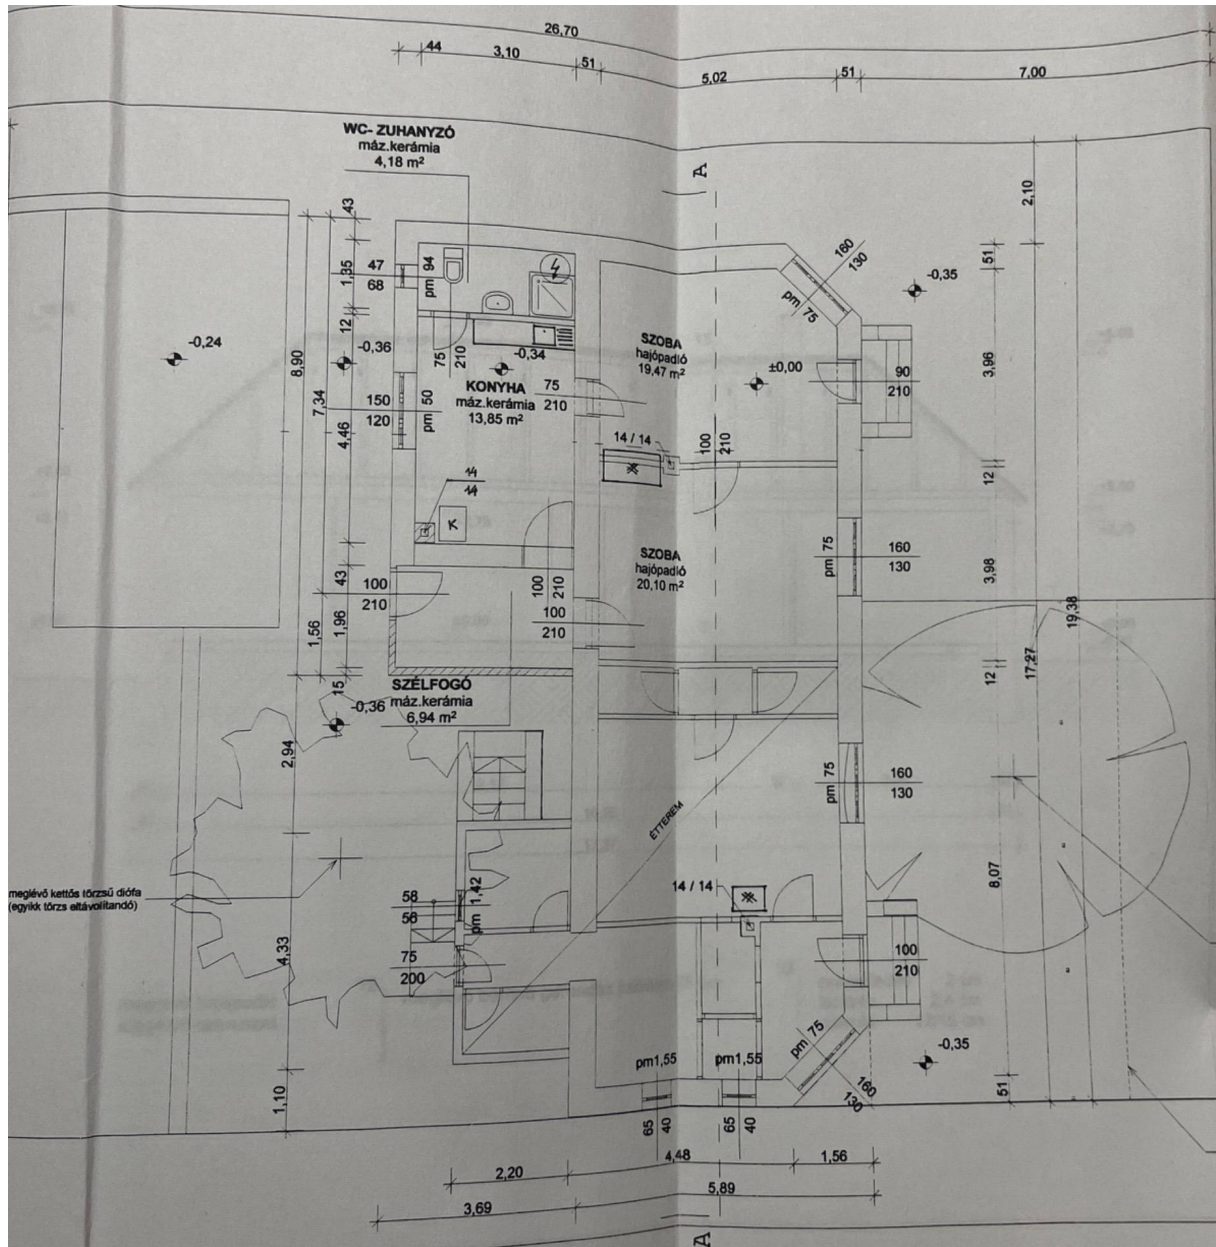 26,70
44
3,10
51
5,02
51
7,00
WC- ZUHANYZÓ
máz.kerámia
4,18 m²
A
2,10
43
1,35
47
68
pm 94
160
130
pm 75
51
-0,35
-0,24
12
-0,36
75
210
-0,34
SZOBA
hajópadló
19,47 m²
±0,00
90
210
3,96
8,90
7,34
4,46
150
120
pm 50
KONYHA
máz.kerámia
13,85 m²
75
210
14 / 14
100
210
12
14
14
K
SZOBA
hajópadló
20,10 m²
pm 75
160
130
3,98
43
100
210
100
210
100
210
1,56
1,96
19,38
17,27
12
15
SZÉLFOGÓ
máz.kerámia
6,94 m²
-0,36
2,94
pm 75
160
130
ÉTTEREM
meglévő kettős törzsű diófa
(egyikk törzs eltávolítandó)
58
58
pm 1,42
14 / 14
8,07
4,33
75
200
100
210
pm 75
160
130
-0,35
pm1,55
pm1,55
51
1,10
65
40
65
40
2,20
4,48
1,56
3,69
5,89
A